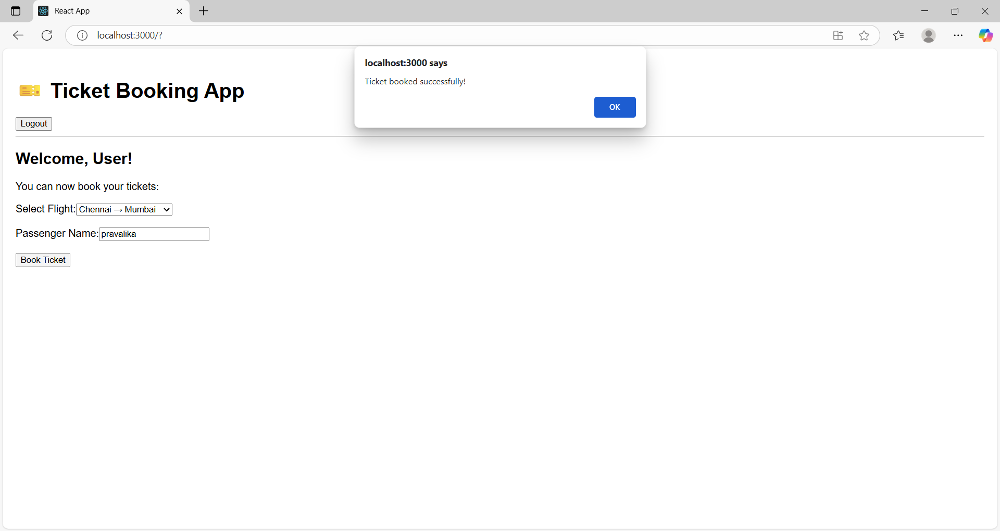 React App
localhost:3000/?
localhost:3000 says
Ticket booked successfully!
OK
Ticket Booking App
Logout
Welcome, User!
You can now book your tickets:
Select Flight: Chennai → Mumbai
Passenger Name: pravalika
Book Ticket